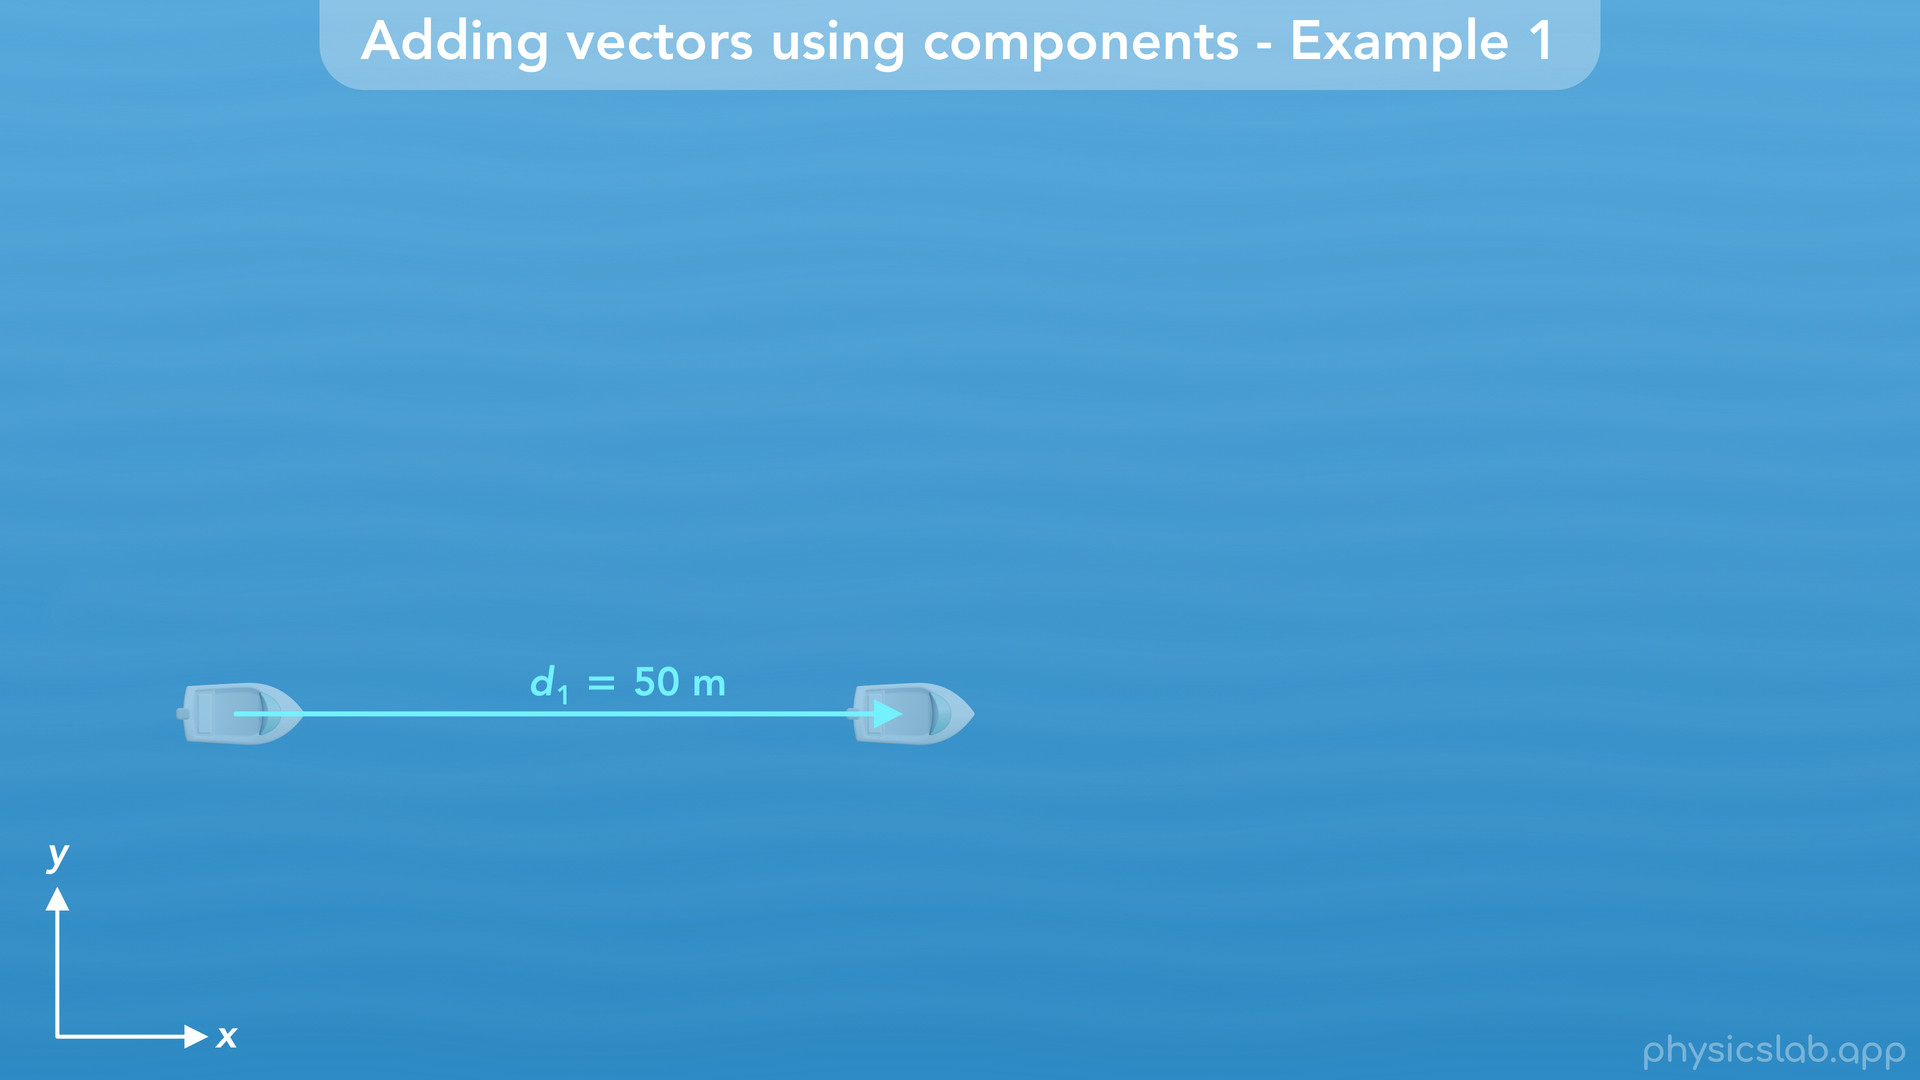 Adding vectors using components - Example 1
d₁ = 50 m
y
x
physicslab.app